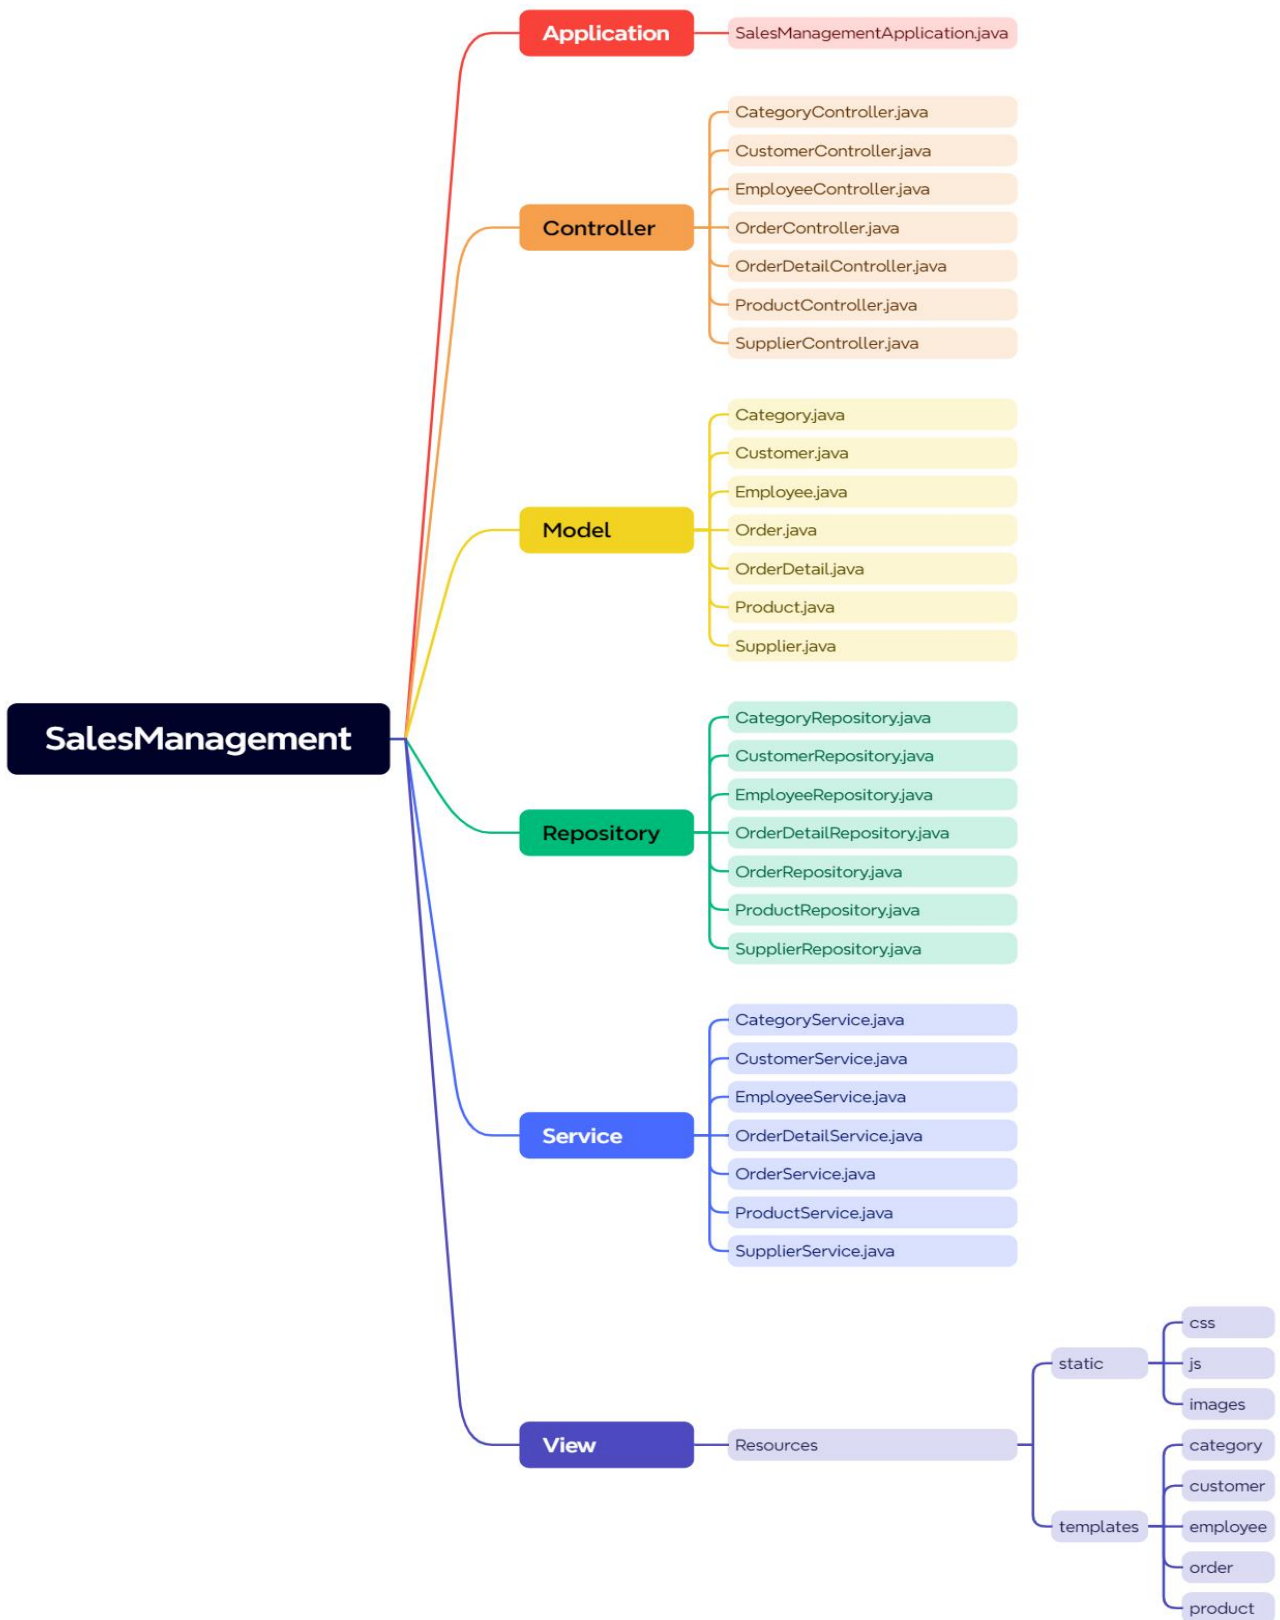 Application
SalesManagementApplication.java
Controller
CategoryController.java
CustomerController.java
EmployeeController.java
OrderController.java
OrderDetailController.java
ProductController.java
SupplierController.java
Model
Category.java
Customer.java
Employee.java
Order.java
OrderDetail.java
Product.java
Supplier.java
SalesManagement
Repository
CategoryRepository.java
CustomerRepository.java
EmployeeRepository.java
OrderDetailRepository.java
OrderRepository.java
ProductRepository.java
SupplierRepository.java
Service
CategoryService.java
CustomerService.java
EmployeeService.java
OrderDetailService.java
OrderService.java
ProductService.java
SupplierService.java
View
Resources
static
css
js
images
templates
category
customer
employee
order
product